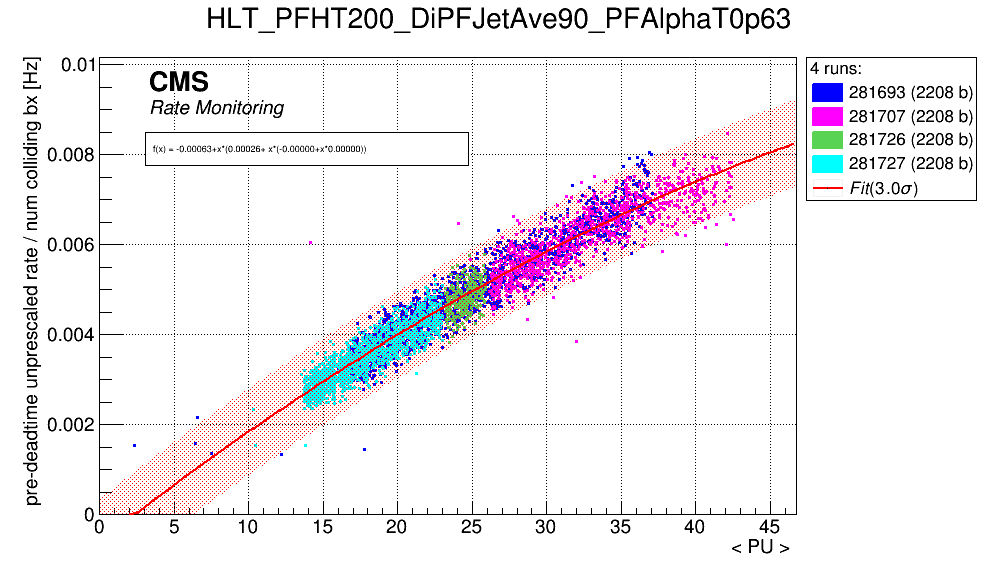 HLT_PFHT200_DiPFJetAve90_PFAlphaT0p63
pre-deadtime unprescaled rate / num colliding bx [Hz]
0.01
0.008
0.006
0.004
0.002
0
CMS
Rate Monitoring
f(x) = -0.00063+x*(0.00026+ x*(-0.00000+x*0.00000))
0 5 10 15 20 25 30 35 40 45
< PU >
4 runs:
281693 (2208 b)
281707 (2208 b)
281726 (2208 b)
281727 (2208 b)
Fit(3.0σ)